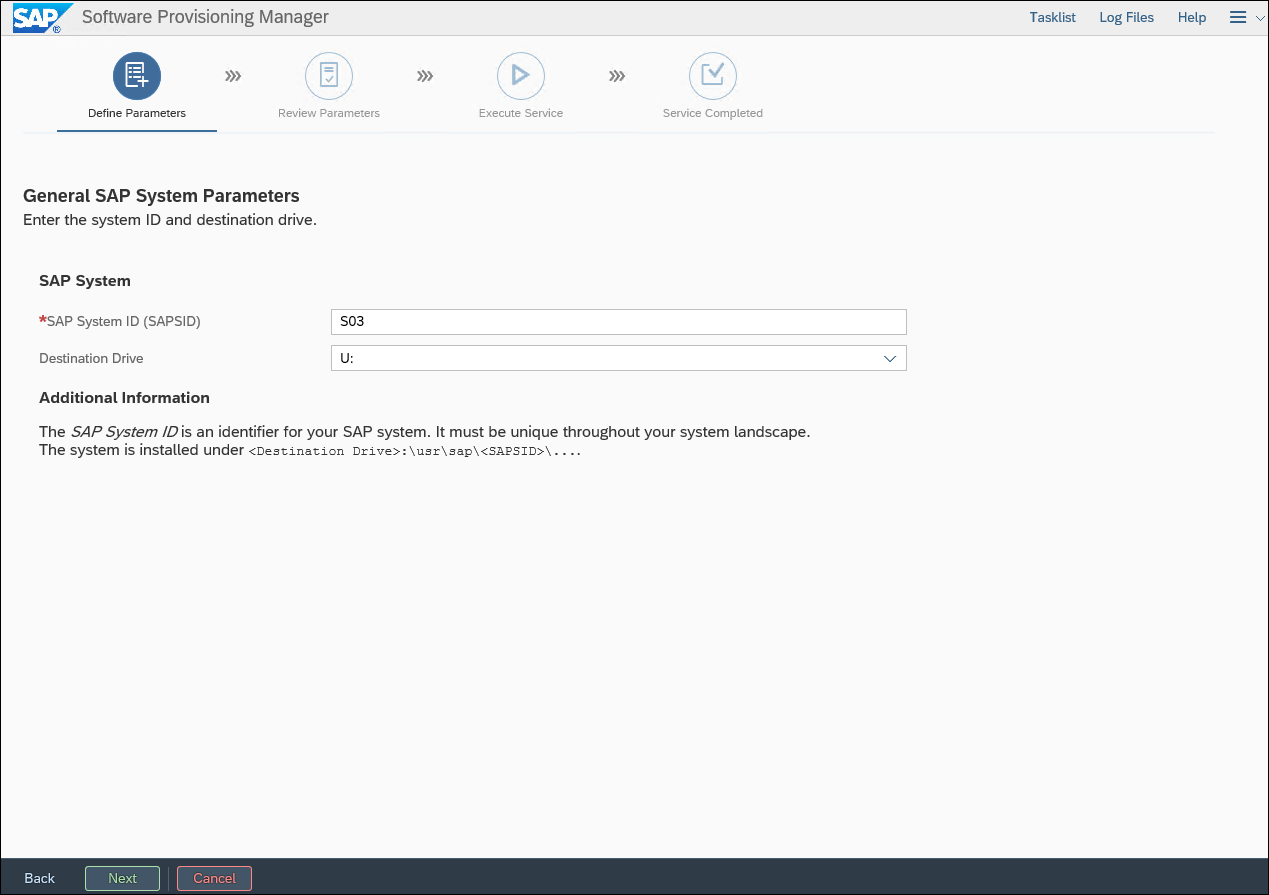 SAP ® Software Provisioning Manager Tasklist Log Files Help
Define Parameters Review Parameters Execute Service Service Completed
General SAP System Parameters
Enter the system ID and destination drive.
SAP System
*SAP System ID (SAPSID) S03
Destination Drive U:
Additional Information
The SAP System ID is an identifier for your SAP system. It must be unique throughout your system landscape.
The system is installed under <Destination Drive>:\usr\sap\<SAPSID>\....
Back Next Cancel